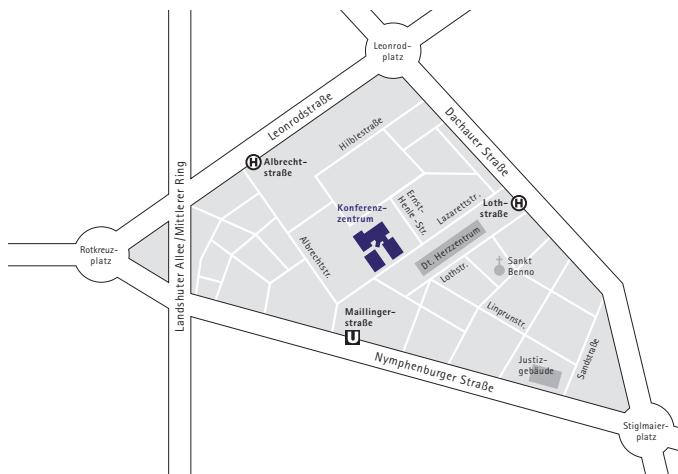 Leonrod-
platz
Leonrodstraße
Hilblestraße
Dachauer Straße
H
Albrecht-
straße
Landshuter Allee/Mittlerer Ring
Ernst-
Henle-Str.
Lazarettstr.
Loth-
straße
H
Konferenz-
zentrum
Rotkreuz-
platz
Albrechtstr.
Dt. Herzzentrum
Lothstr.
Sankt
Benno
Linprunstr.
Maillinger-
straße
U
Nymphenburger Straße
Justiz-
gebäude
Sandstraße
Stiglmaier-
platz